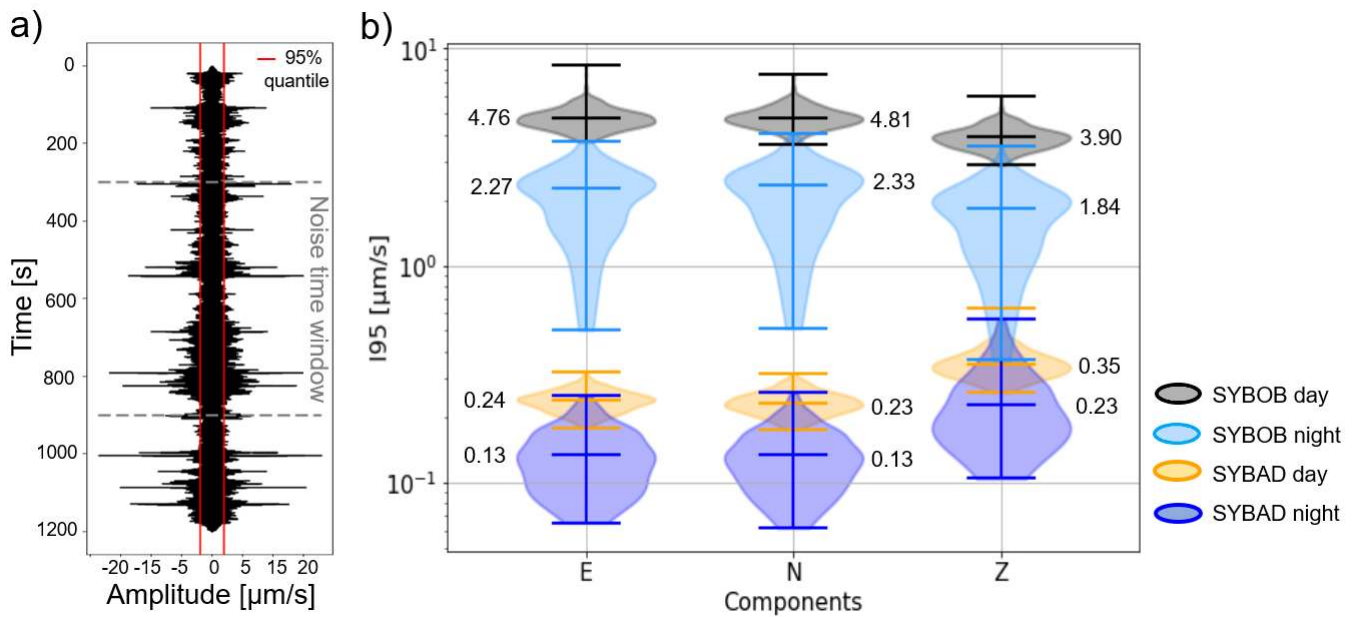 a)
95%
quantile
0
200
400
600
800
1000
1200
Time [s]
Noise time window
-20 -15 -5 0 5 15 20
Amplitude [µm/s]
b)
10¹
10⁰
10⁻¹
I95 [µm/s]
4.76
4.81
3.90
2.27
2.33
1.84
0.24
0.23
0.35
0.13
0.13
0.23
E N Z
Components
SYBOB day
SYBOB night
SYBAD day
SYBAD night